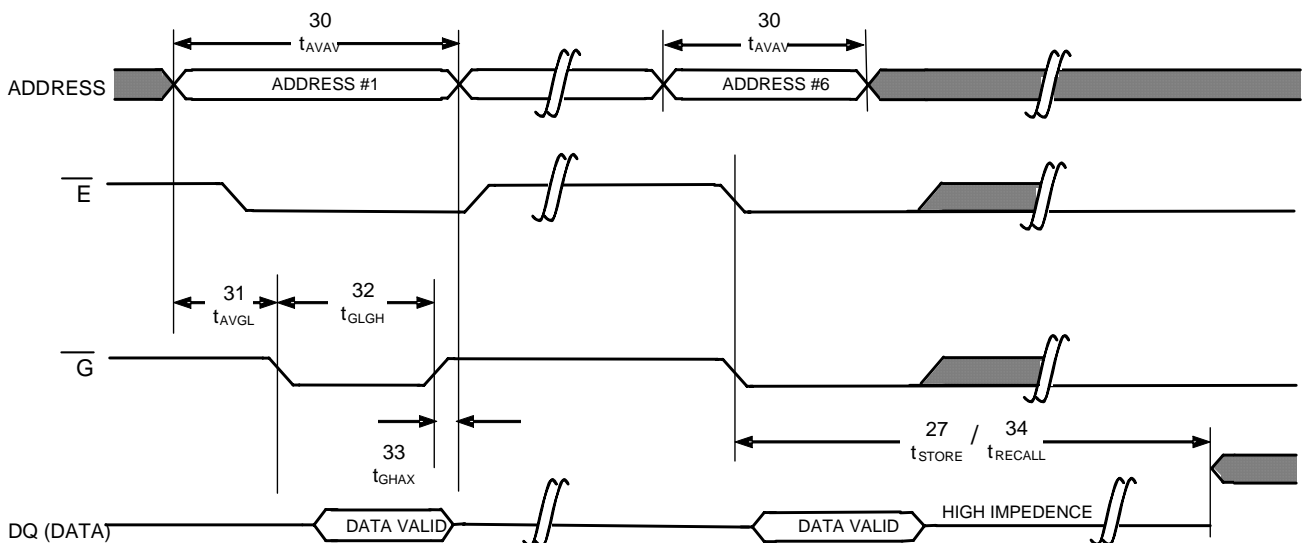 30
tAVAV
30
tAVAV
ADDRESS
ADDRESS #1
ADDRESS #6
E
31
tAVGL
32
tGLGH
G
33
tGHAX
27 / 34
tSTORE tRECALL
DQ (DATA)
DATA VALID
DATA VALID
HIGH IMPEDENCE